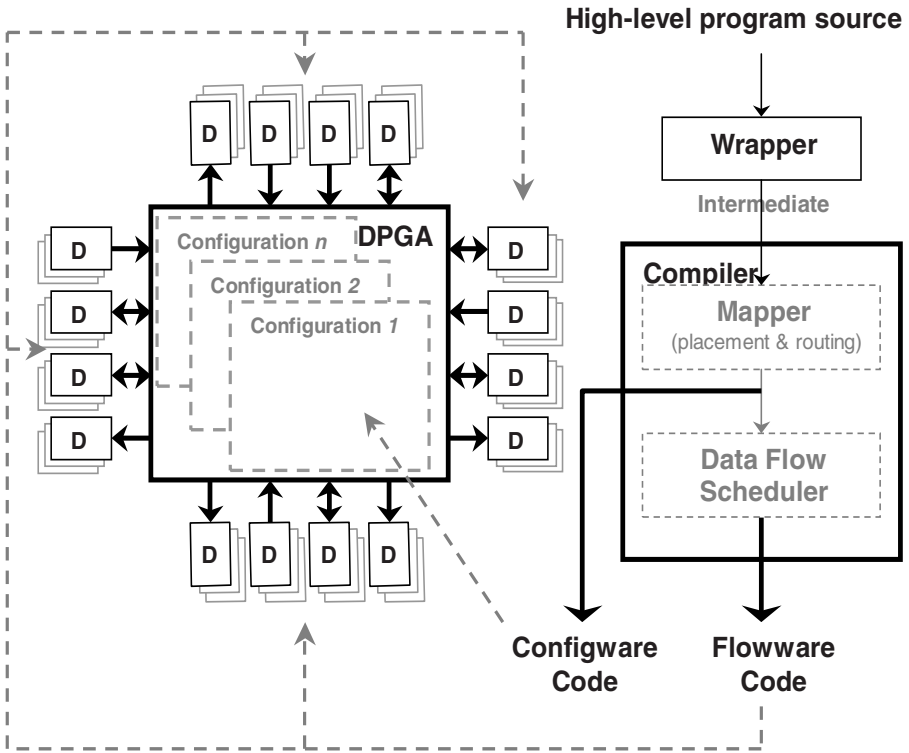 High-level program source
Wrapper
Intermediate
Compiler
Mapper
(placement & routing)
Data Flow
Scheduler
Configware
Code
Flowware
Code
D D D D
DPGA
Configuration n
Configuration 2
Configuration 1
D
D
D
D
D
D
D
D
D D D D